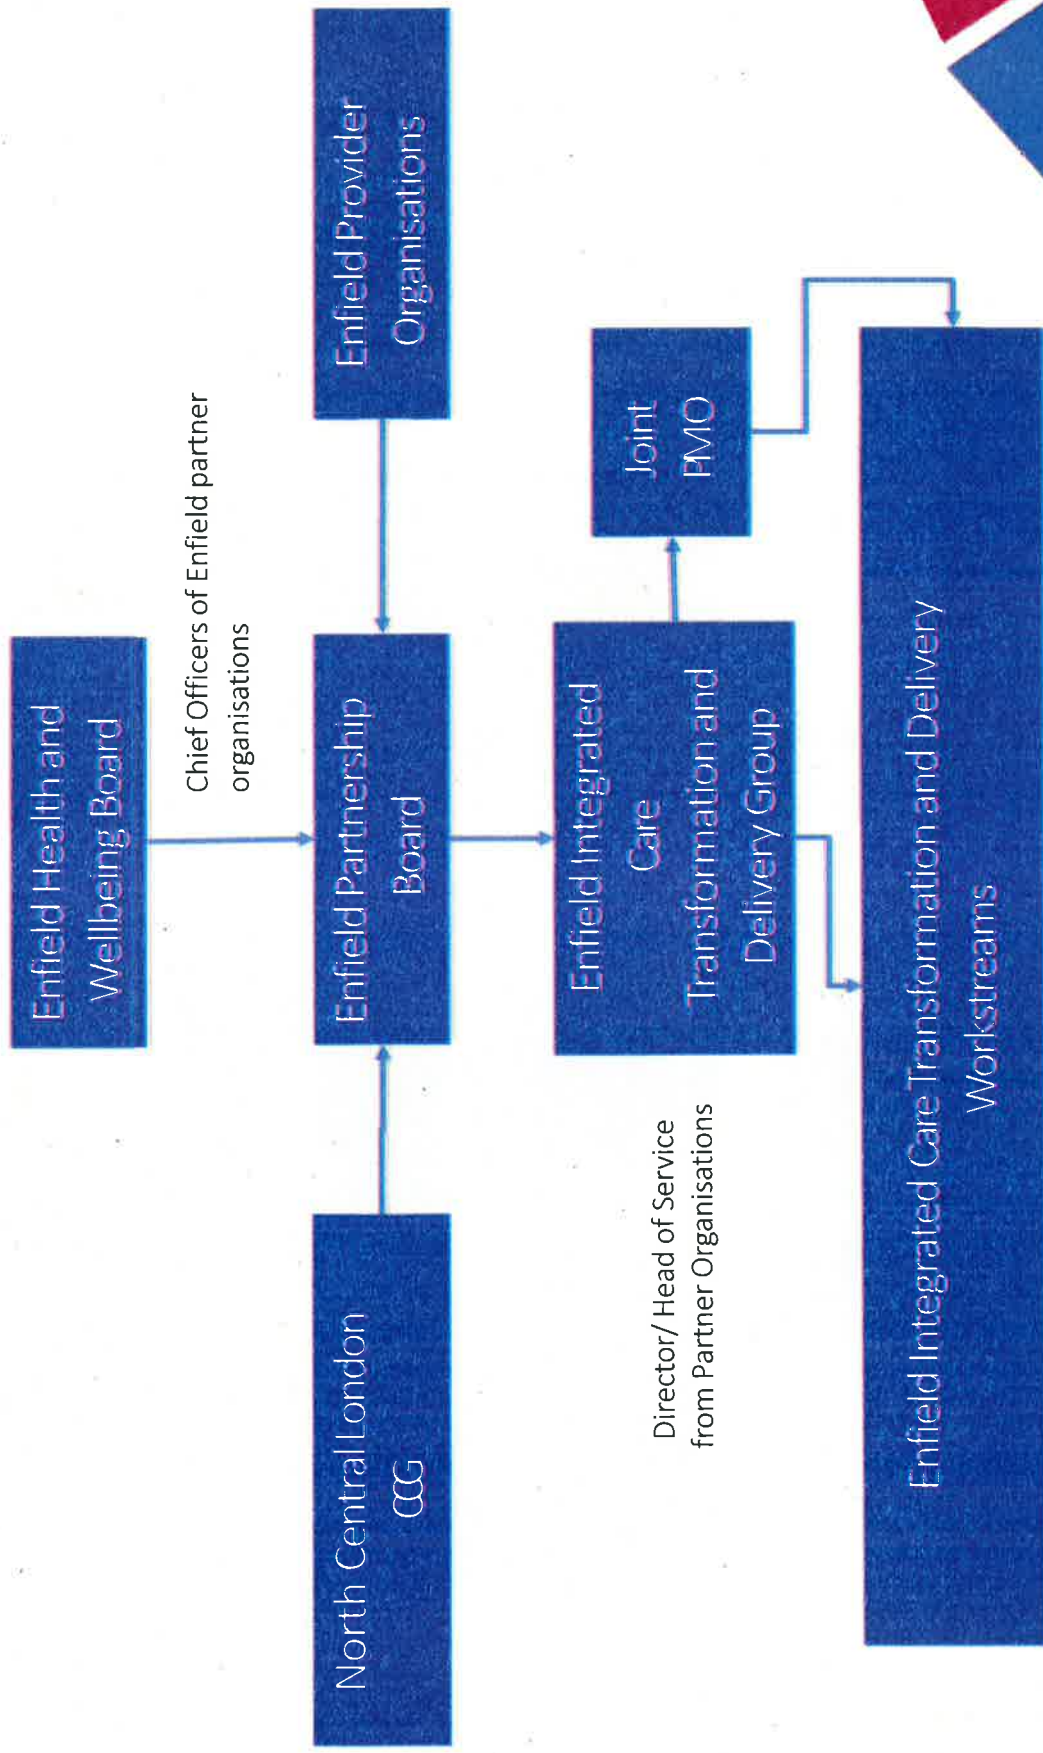 Enfield Health and
Wellbeing Board
Chief Officers of Enfield partner
organisations
North Central London
CCG
Enfield Partnership
Board
Enfield Provider
Organisations
Director/ Head of Service
from Partner Organisations
Enfield Integrated
Care
Transformation and
Delivery Group
Joint
PMO
Enfield Integrated Care Transformation and Delivery
Workstreams